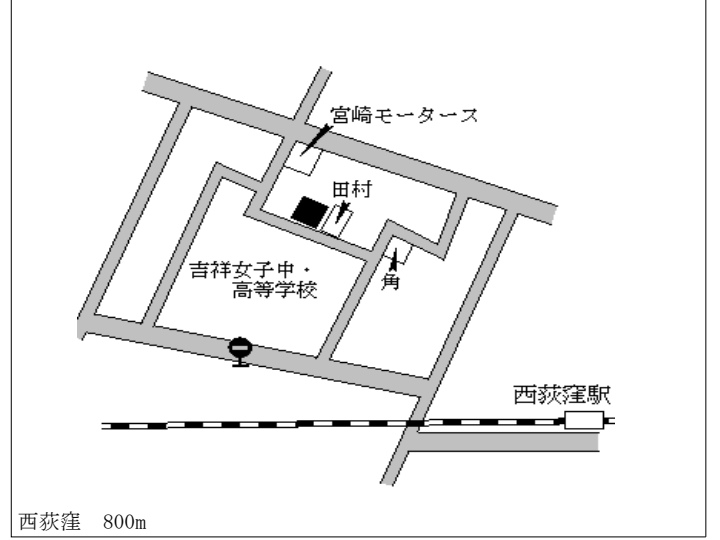 宮崎モータース
田村
吉祥女子中・
高等学校
角
西荻窪駅
西荻窪　800m